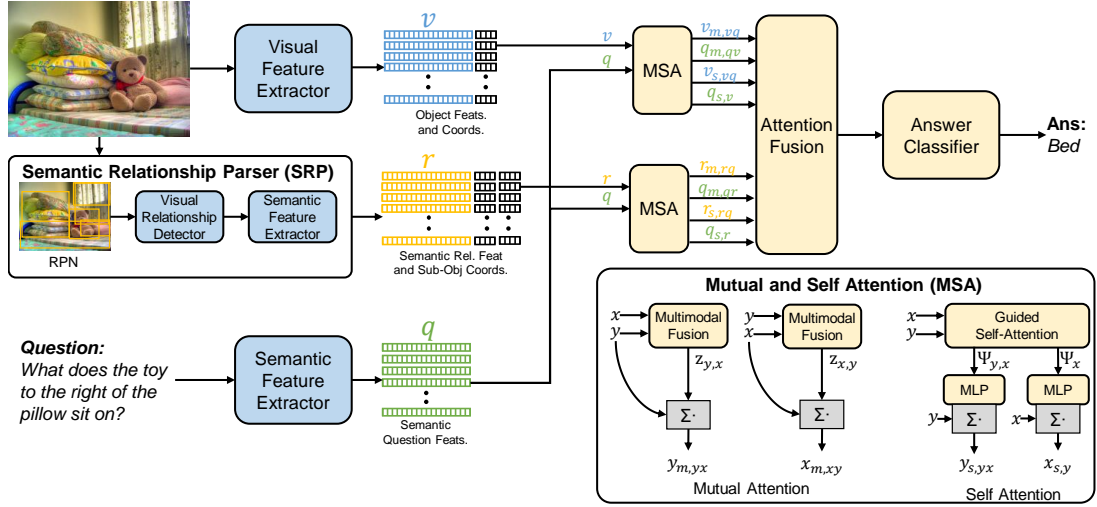 Visual
Feature
Extractor
v
Object Feats.
and Coords.
v
q
MSA
v_{m,vq}
q_{m,qv}
v_{s,vq}
q_{s,v}
Attention
Fusion
Answer
Classifier
Ans:
Bed
Semantic Relationship Parser (SRP)
RPN
Visual
Relationship
Detector
Semantic
Feature
Extractor
r
Semantic Rel. Feat
and Sub-Obj Coords.
r
q
MSA
r_{m,rq}
q_{m,qr}
r_{s,rq}
q_{s,r}
Question:
What does the toy
to the right of the
pillow sit on?
Semantic
Feature
Extractor
q
Semantic
Question Feats.
Mutual and Self Attention (MSA)
x
y
Multimodal
Fusion
z_{y,x}
Σ·
y_{m,yx}
y
x
Multimodal
Fusion
z_{x,y}
Σ·
x_{m,xy}
Mutual Attention
x
y
Guided
Self-Attention
Ψ_{y,x}
Ψ_x
MLP
MLP
y
Σ·
x
Σ·
y_{s,yx}
x_{s,y}
Self Attention